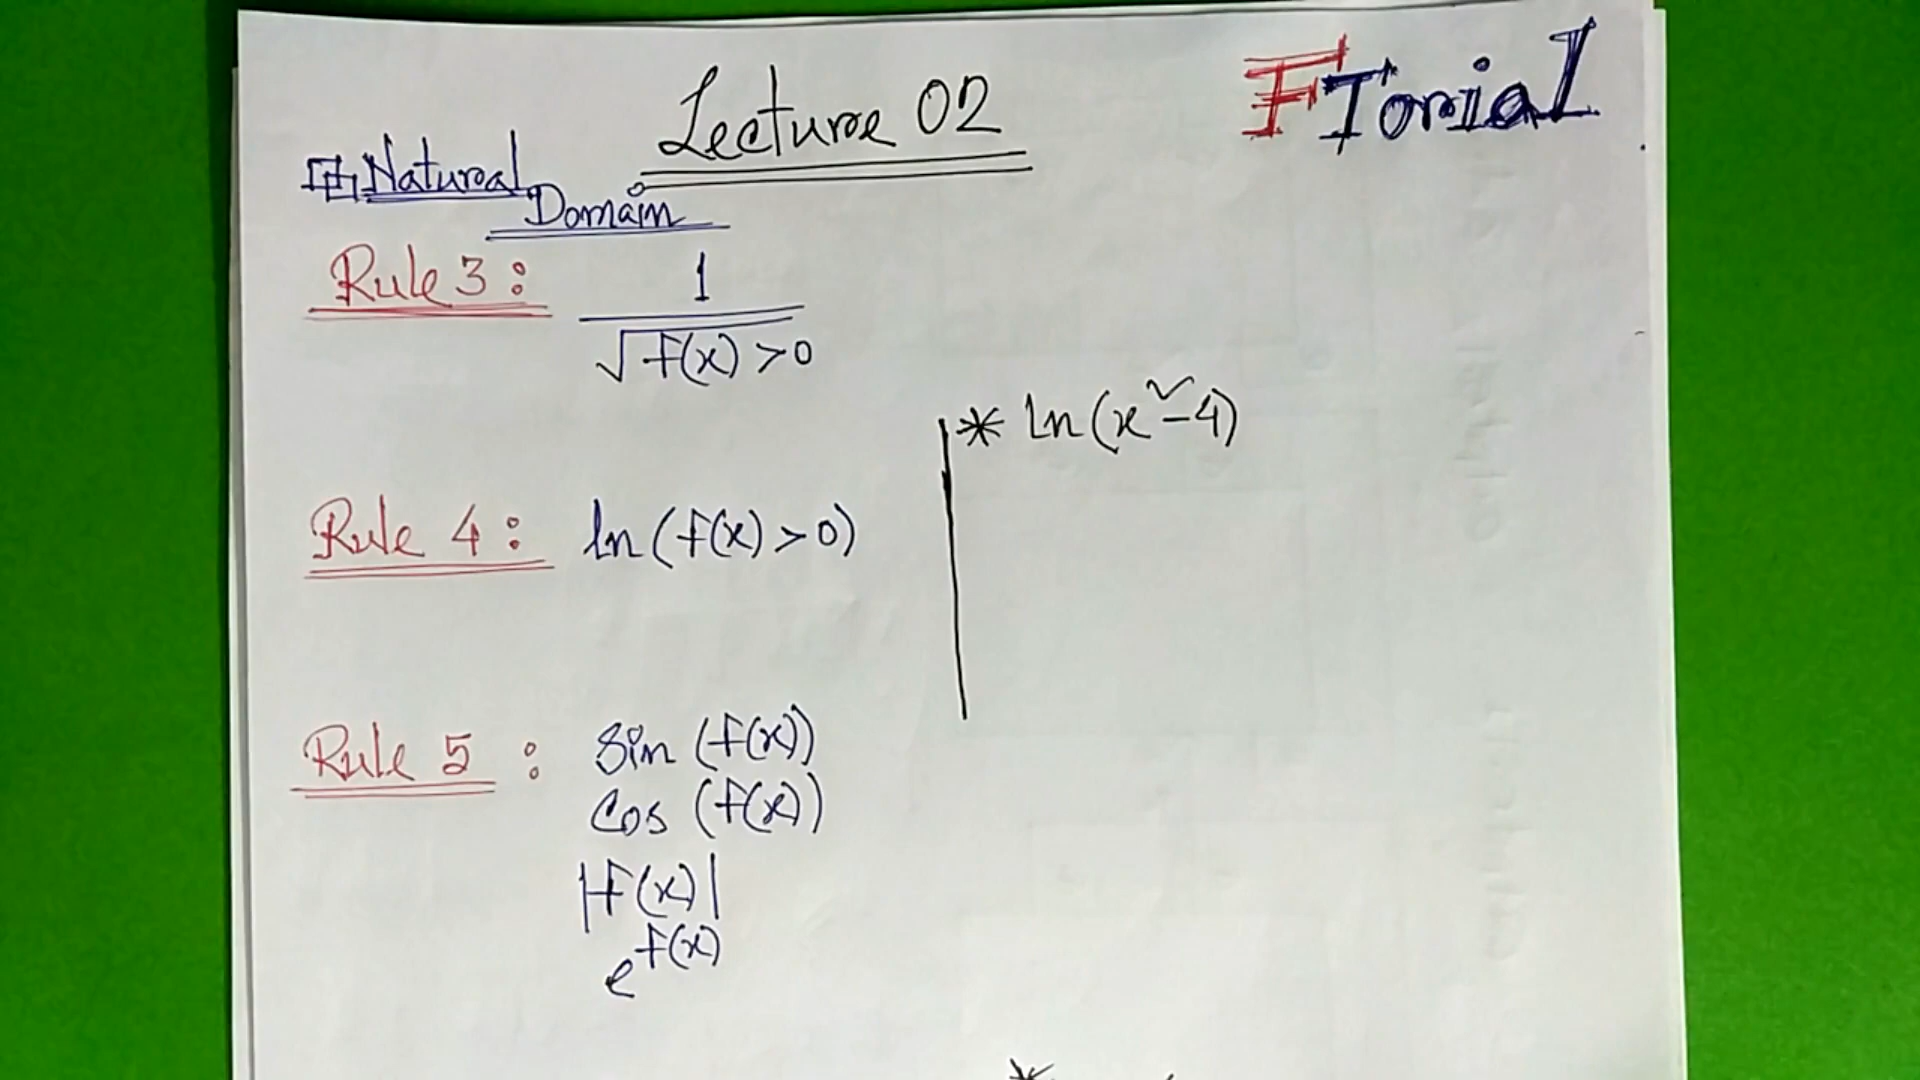 Lecture 02
FTorial
Natural
Domain
Rule 3 : 1 / √f(x) > 0
* ln(x² - 4)
Rule 4 : ln(f(x) > 0)
Rule 5 : Sin (f(x))
Cos (f(x))
|f(x)|
e^f(x)